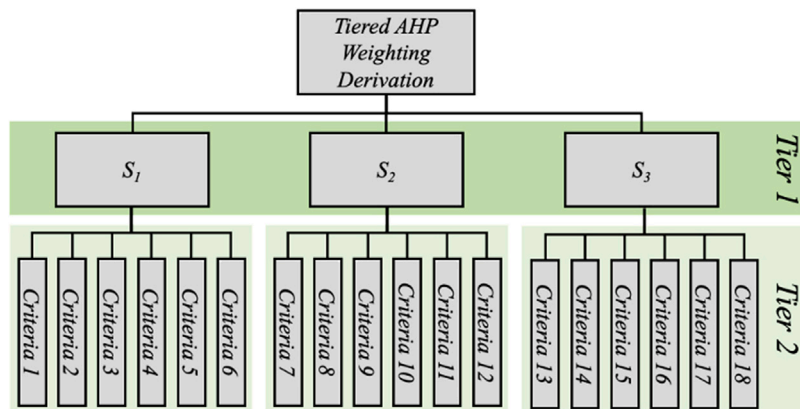 Tiered AHP
Weighting
Derivation
S1
S2
S3
Tier 1
Criteria 1
Criteria 2
Criteria 3
Criteria 4
Criteria 5
Criteria 6
Criteria 7
Criteria 8
Criteria 9
Criteria 10
Criteria 11
Criteria 12
Criteria 13
Criteria 14
Criteria 15
Criteria 16
Criteria 17
Criteria 18
Tier 2